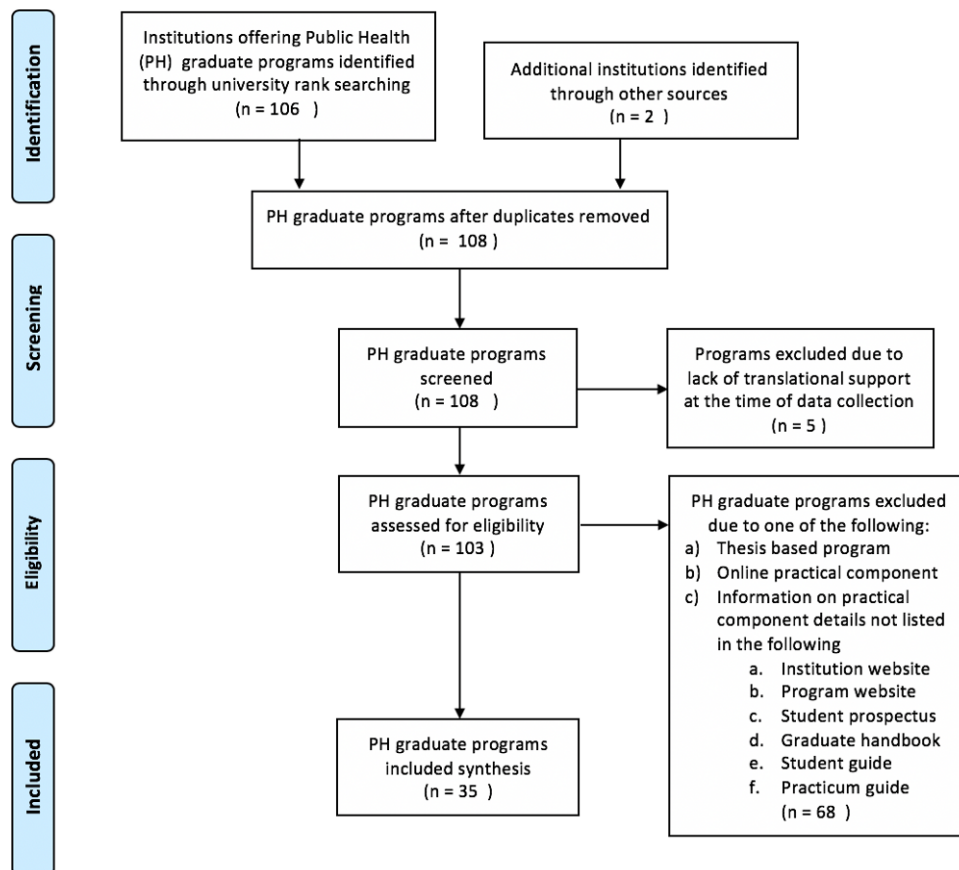 Identification
Institutions offering Public Health
(PH) graduate programs identified
through university rank searching
(n = 106 )
Additional institutions identified
through other sources
(n = 2 )
PH graduate programs after duplicates removed
(n = 108 )
Screening
PH graduate programs
screened
(n = 108 )
Programs excluded due to
lack of translational support
at the time of data collection
(n = 5 )
Eligibility
PH graduate programs
assessed for eligibility
(n = 103 )
PH graduate programs excluded
due to one of the following:
a) Thesis based program
b) Online practical component
c) Information on practical
component details not listed
in the following
a. Institution website
b. Program website
c. Student prospectus
d. Graduate handbook
e. Student guide
f. Practicum guide
(n = 68 )
Included
PH graduate programs
included synthesis
(n = 35 )